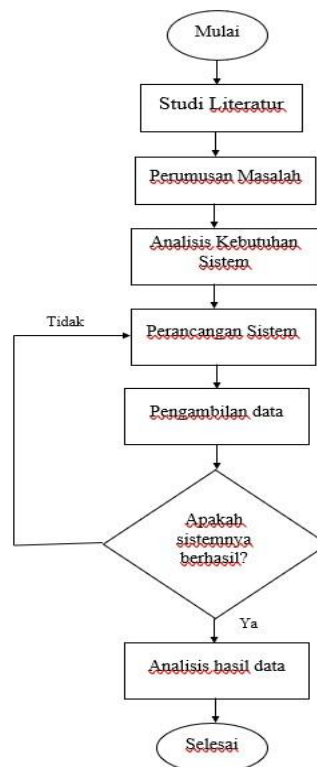 Mulai
Studi Literatur
Perumusan Masalah
Analisis Kebutuhan
Sistem
Tidak
Perancangan Sistem
Pengambilan data
Apakah
sistemnya
berhasil?
Ya
Analisis hasil data
Selesai